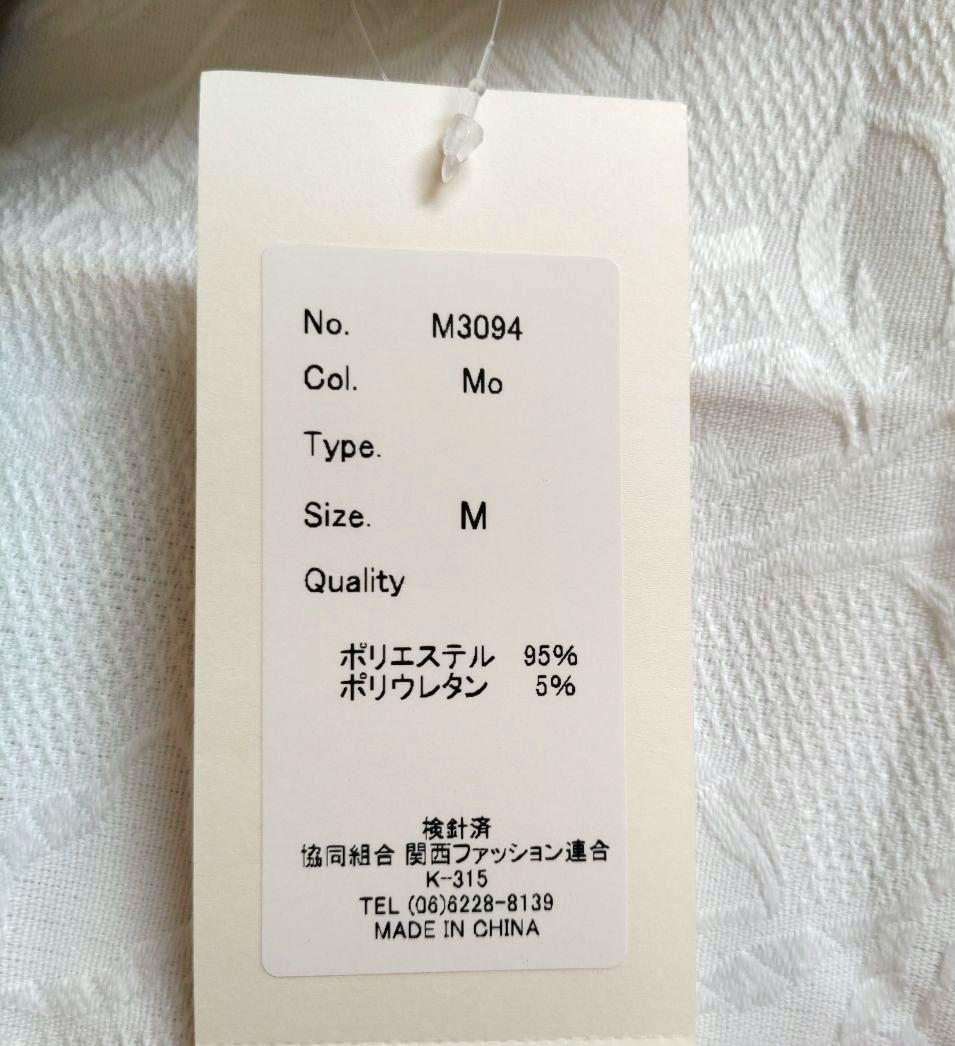 No. M3094
Col. Mo
Type.
Size. M
Quality
ポリエステル 95%
ポリウレタン 5%
検針済
協同組合 関西ファッション連合
K-315
TEL (06)6228-8139
MADE IN CHINA